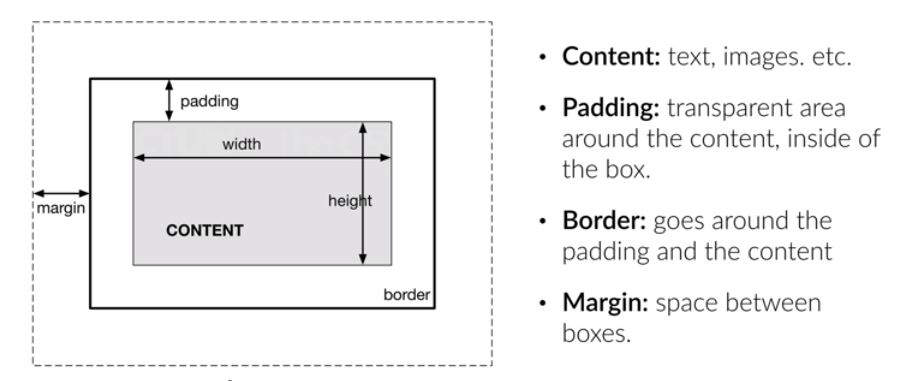 padding
width
margin
height
CONTENT
border
• Content: text, images. etc.
• Padding: transparent area
around the content, inside of
the box.
• Border: goes around the
padding and the content
• Margin: space between
boxes.